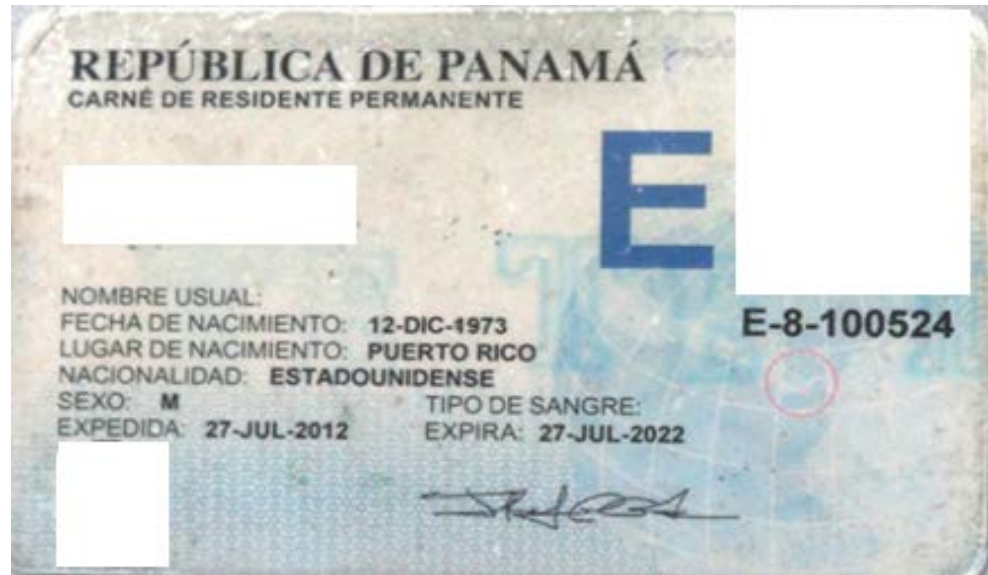 REPÚBLICA DE PANAMÁ
CARNÉ DE RESIDENTE PERMANENTE
E
NOMBRE USUAL:
FECHA DE NACIMIENTO: 12-DIC-1973
E-8-100524
LUGAR DE NACIMIENTO: PUERTO RICO
NACIONALIDAD: ESTADOUNIDENSE
SEXO: M TIPO DE SANGRE:
EXPEDIDA: 27-JUL-2012 EXPIRA: 27-JUL-2022